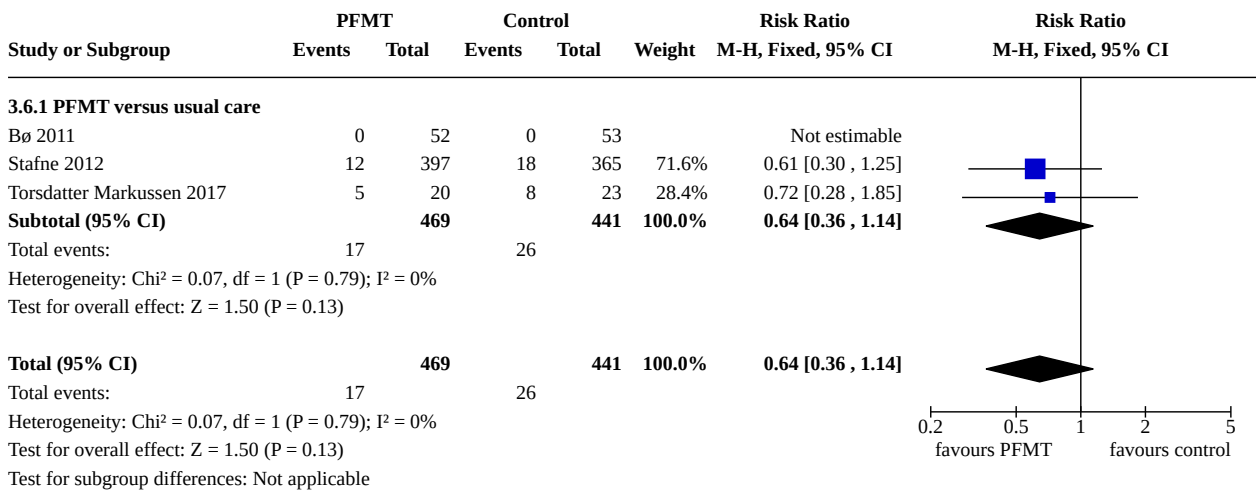 PFMT Control Risk Ratio Risk Ratio
Study or Subgroup Events Total Events Total Weight M-H, Fixed, 95% CI M-H, Fixed, 95% CI
3.6.1 PFMT versus usual care
Bø 2011 0 52 0 53 Not estimable
Stafne 2012 12 397 18 365 71.6% 0.61 [0.30 , 1.25]
Torsdatter Markussen 2017 5 20 8 23 28.4% 0.72 [0.28 , 1.85]
Subtotal (95% CI) 469 441 100.0% 0.64 [0.36 , 1.14]
Total events: 17 26
Heterogeneity: Chi² = 0.07, df = 1 (P = 0.79); I² = 0%
Test for overall effect: Z = 1.50 (P = 0.13)
Total (95% CI) 469 441 100.0% 0.64 [0.36 , 1.14]
Total events: 17 26
Heterogeneity: Chi² = 0.07, df = 1 (P = 0.79); I² = 0%
0.2 0.5 1 2 5
Test for overall effect: Z = 1.50 (P = 0.13)
favours PFMT favours control
Test for subgroup differences: Not applicable